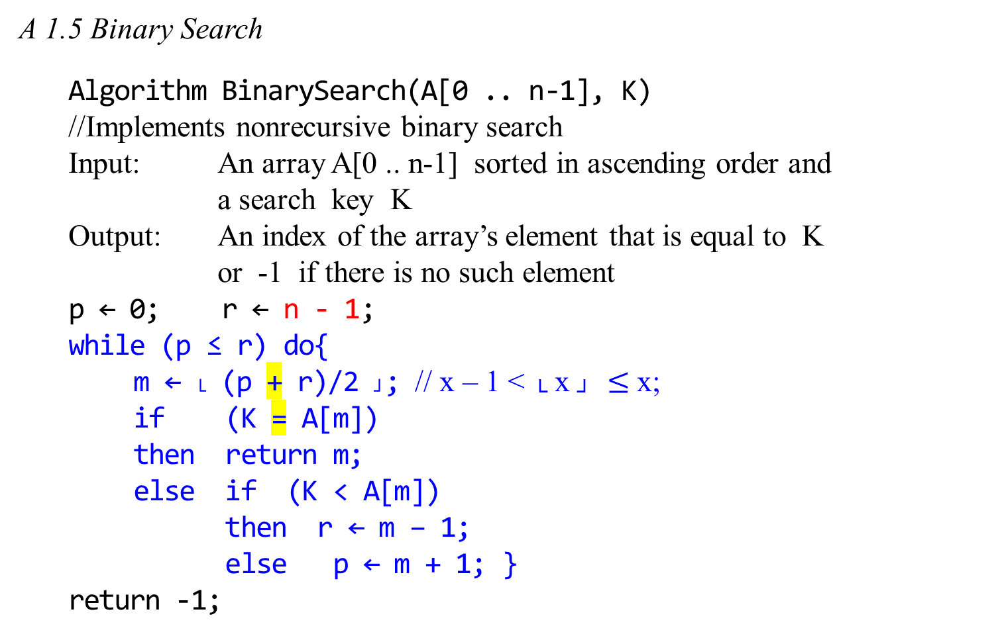 A 1.5 Binary Search
Algorithm BinarySearch(A[0 .. n-1], K)
//Implements nonrecursive binary search
Input: An array A[0 .. n-1] sorted in ascending order and
a search key K
Output: An index of the array’s element that is equal to K
or -1 if there is no such element
p ← 0; r ← n - 1;
while (p ≤ r) do{
m ← ⌞ (p + r)/2 ⌟; // x – 1 < ⌞ x ⌟ ≤ x;
if (K = A[m])
then return m;
else if (K < A[m])
then r ← m – 1;
else p ← m + 1; }
return -1;